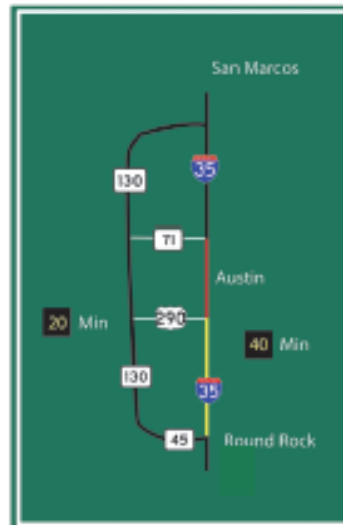 San Marcos
130
35
71
Austin
290
20 Min
40 Min
130
35
45
Round Rock